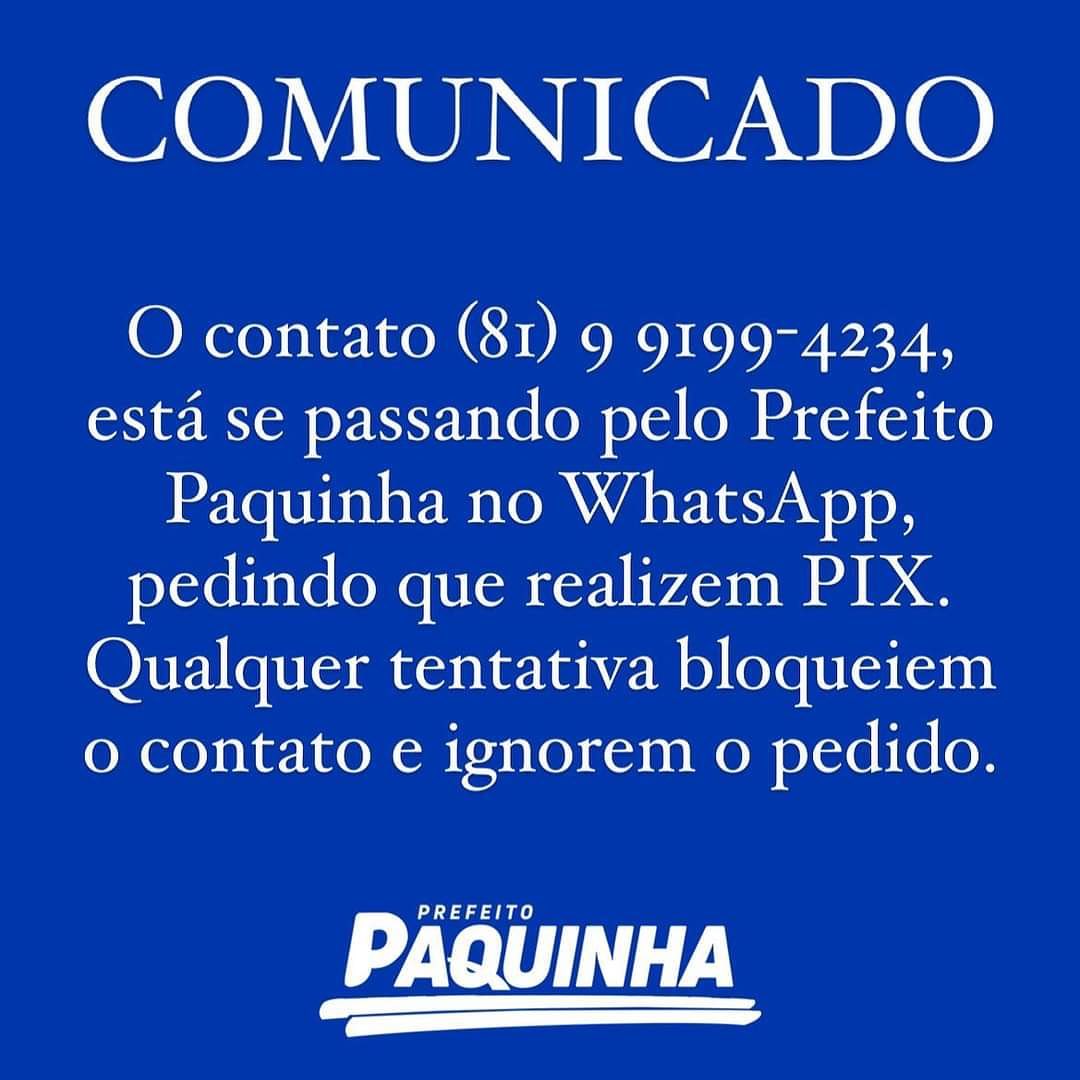 COMUNICADO
O contato (81) 9 9199-4234,
está se passando pelo Prefeito
Paquinha no WhatsApp,
pedindo que realizem PIX.
Qualquer tentativa bloqueiem
o contato e ignorem o pedido.
PREFEITO
PAQUINHA